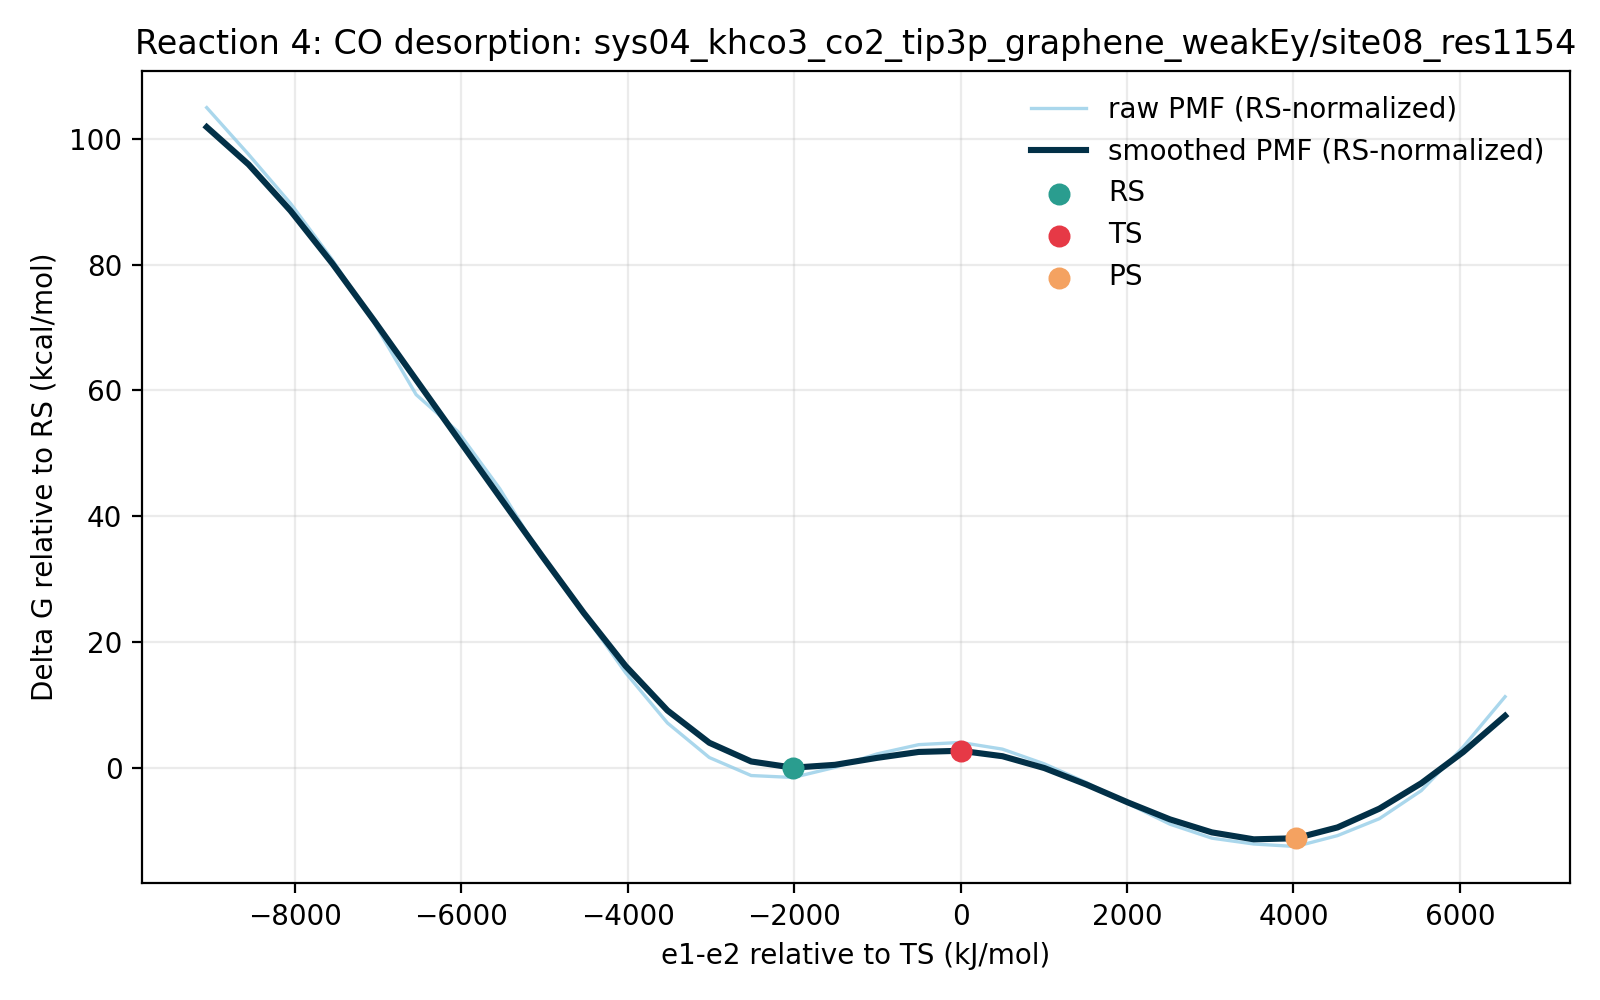 Reaction 4: CO desorption: sys04_khco3_co2_tip3p_graphene_weakEy/site08_res1154
raw PMF (RS-normalized)
smoothed PMF (RS-normalized)
RS
TS
PS
Delta G relative to RS (kcal/mol)
100
80
60
40
20
0
−8000 −6000 −4000 −2000 0 2000 4000 6000
e1-e2 relative to TS (kJ/mol)